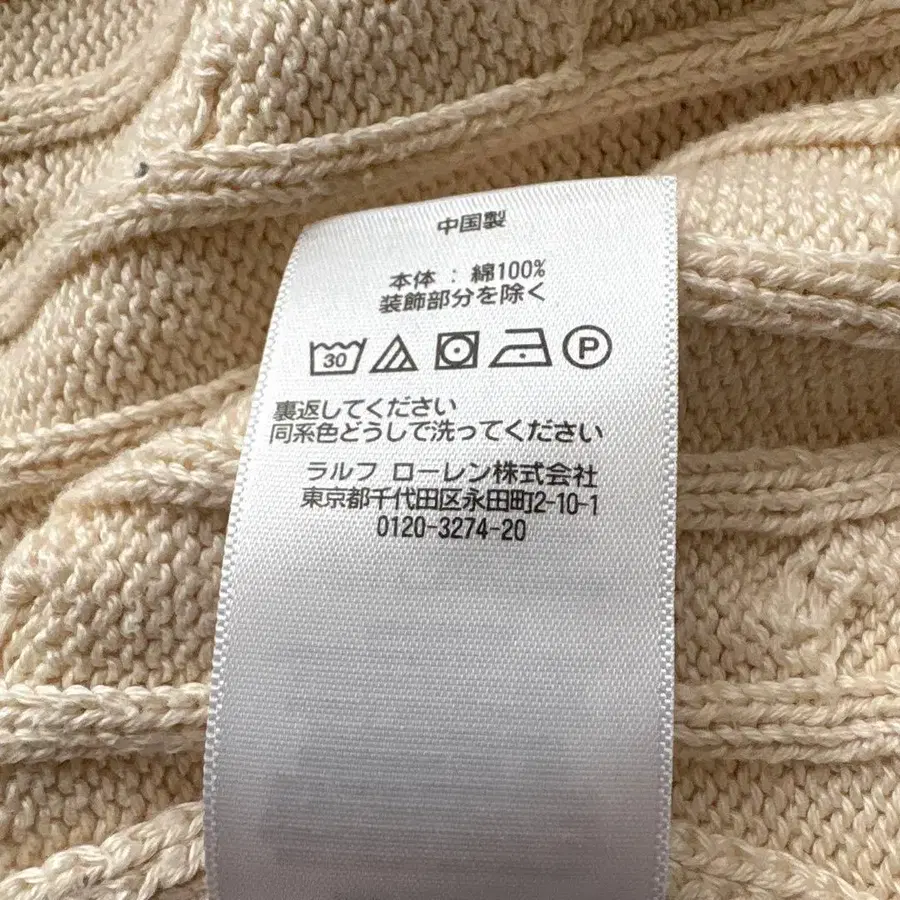 中国製
本体 : 綿100%
装飾部分を除く
30 P
裏返してください
同系色どうしで洗ってください
ラルフ ローレン株式会社
東京都千代田区永田町2-10-1
0120-3274-20